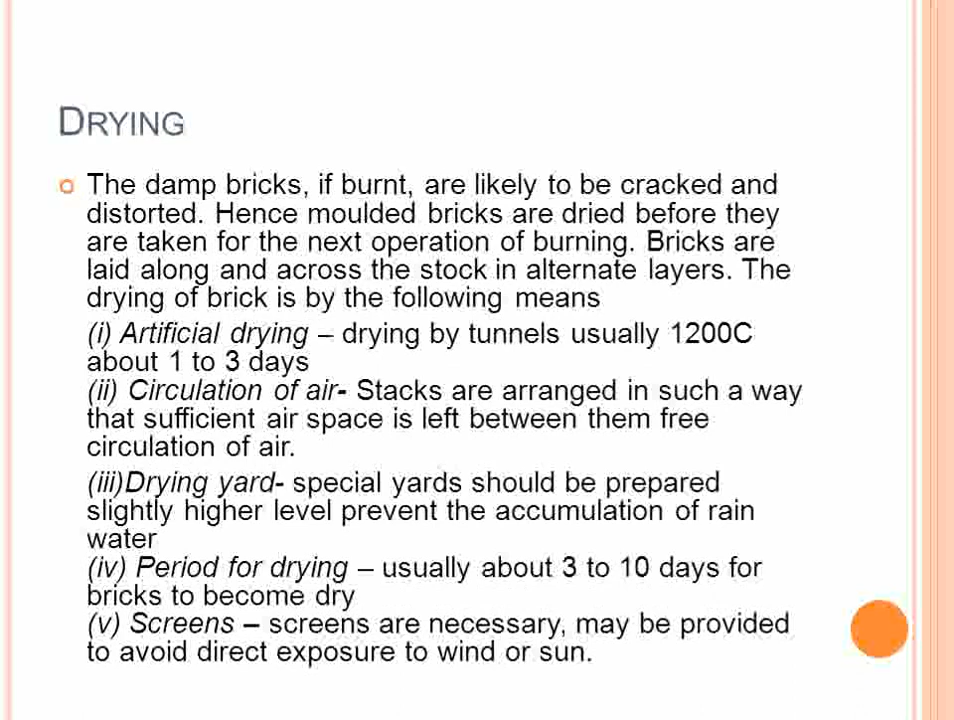 DRYING
The damp bricks, if burnt, are likely to be cracked and
distorted. Hence moulded bricks are dried before they
are taken for the next operation of burning. Bricks are
laid along and across the stock in alternate layers. The
drying of brick is by the following means
(i) Artificial drying – drying by tunnels usually 1200C
about 1 to 3 days
(ii) Circulation of air- Stacks are arranged in such a way
that sufficient air space is left between them free
circulation of air.
(iii)Drying yard- special yards should be prepared
slightly higher level prevent the accumulation of rain
water
(iv) Period for drying – usually about 3 to 10 days for
bricks to become dry
(v) Screens – screens are necessary, may be provided
to avoid direct exposure to wind or sun.